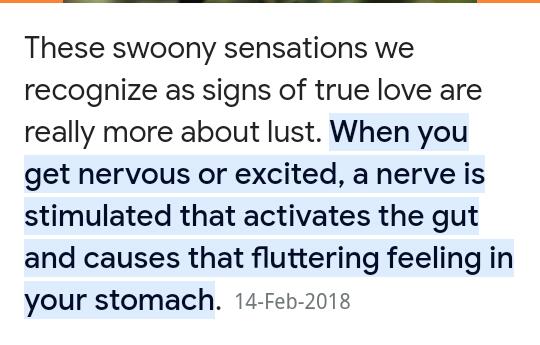 These swoony sensations we
recognize as signs of true love are
really more about lust. When you
get nervous or excited, a nerve is
stimulated that activates the gut
and causes that fluttering feeling in
your stomach. 14-Feb-2018